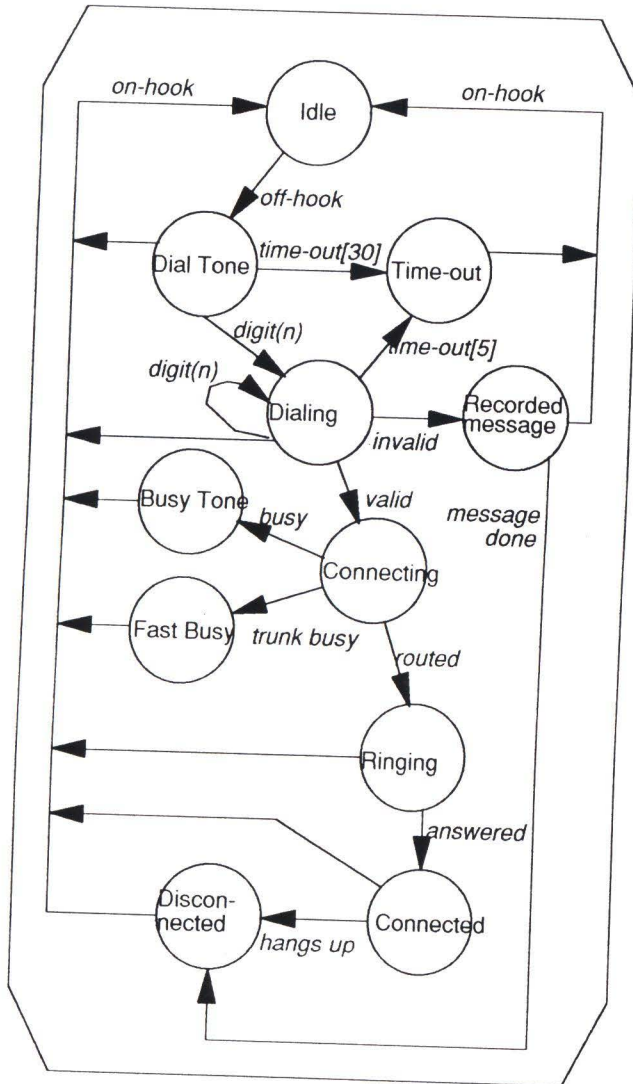 on-hook
on-hook
Idle
off-hook
time-out[30]
Dial Tone
Time-out
digit(n)
time-out[5]
digit(n)
Dialing
Recorded
message
invalid
Busy Tone
busy
valid
message
done
Connecting
Fast Busy
trunk busy
routed
Ringing
answered
Discon-
nected
Connected
hangs up